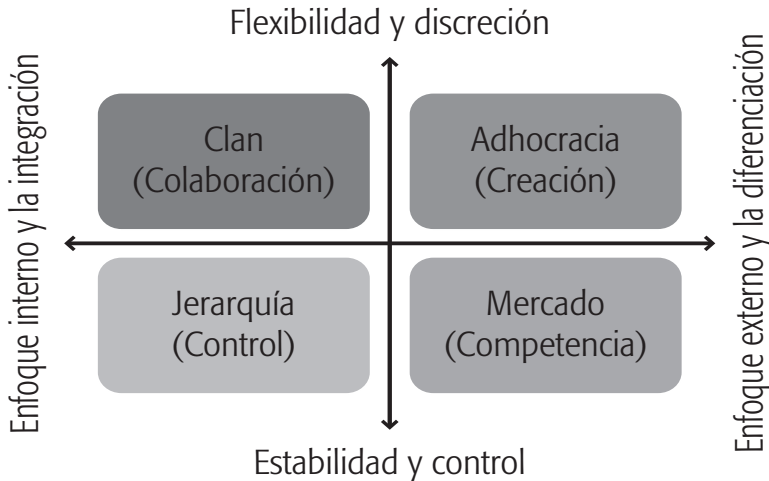 Flexibilidad y discreción
Enfoque interno y la integración
Clan
(Colaboración)
Adhocracia
(Creación)
Jerarquía
(Control)
Mercado
(Competencia)
Enfoque externo y la diferenciación
Estabilidad y control